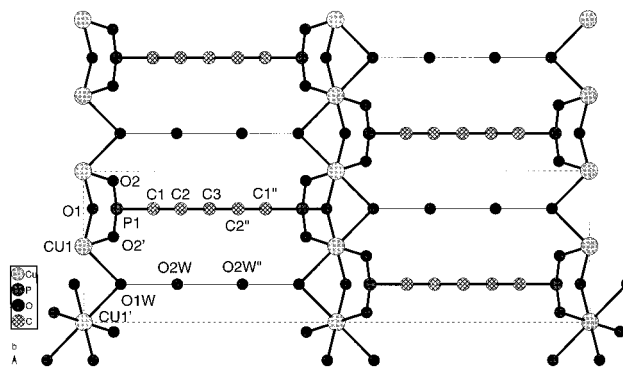 O2
C1 C2 C3 C1"
O1 P1 C2"
CU1 O2'
O2W O2W"
O1W
CU1'
Cu
P
O
C
b